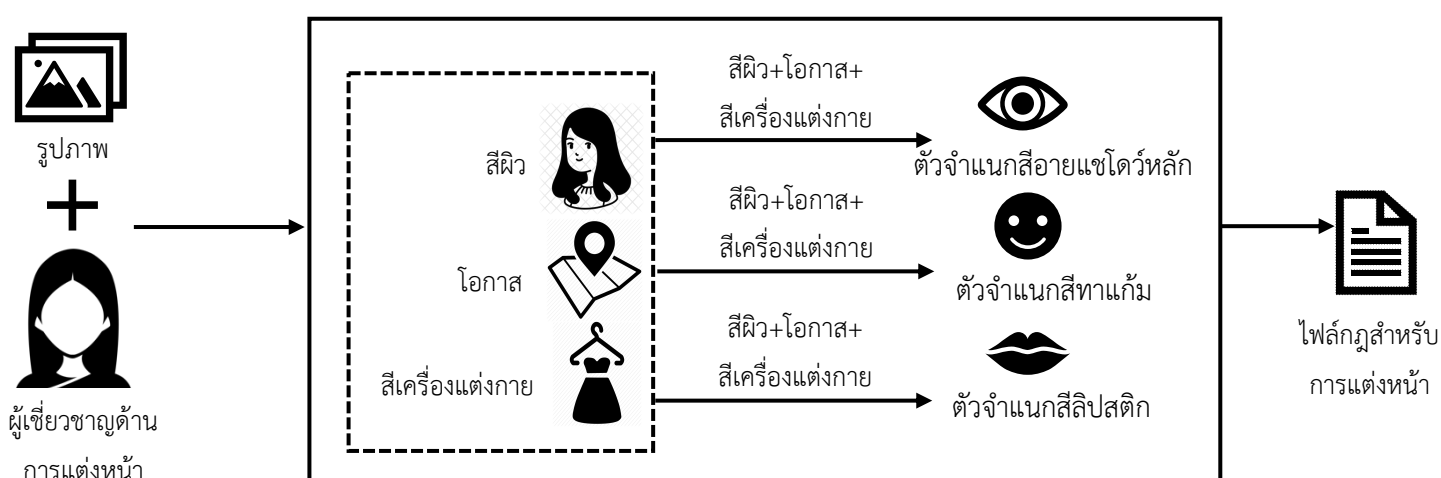 รูปภาพ
ผู้เชี่ยวชาญด้าน
การแต่งหน้า
สีผิว
โอกาส
สีเครื่องแต่งกาย
สีผิว+โอกาส+
สีเครื่องแต่งกาย
ตัวจำแนกสีอายแชโดว์หลัก
สีผิว+โอกาส+
สีเครื่องแต่งกาย
ตัวจำแนกสีทาแก้ม
สีผิว+โอกาส+
สีเครื่องแต่งกาย
ตัวจำแนกสีลิปสติก
ไฟล์กฎสำหรับ
การแต่งหน้า